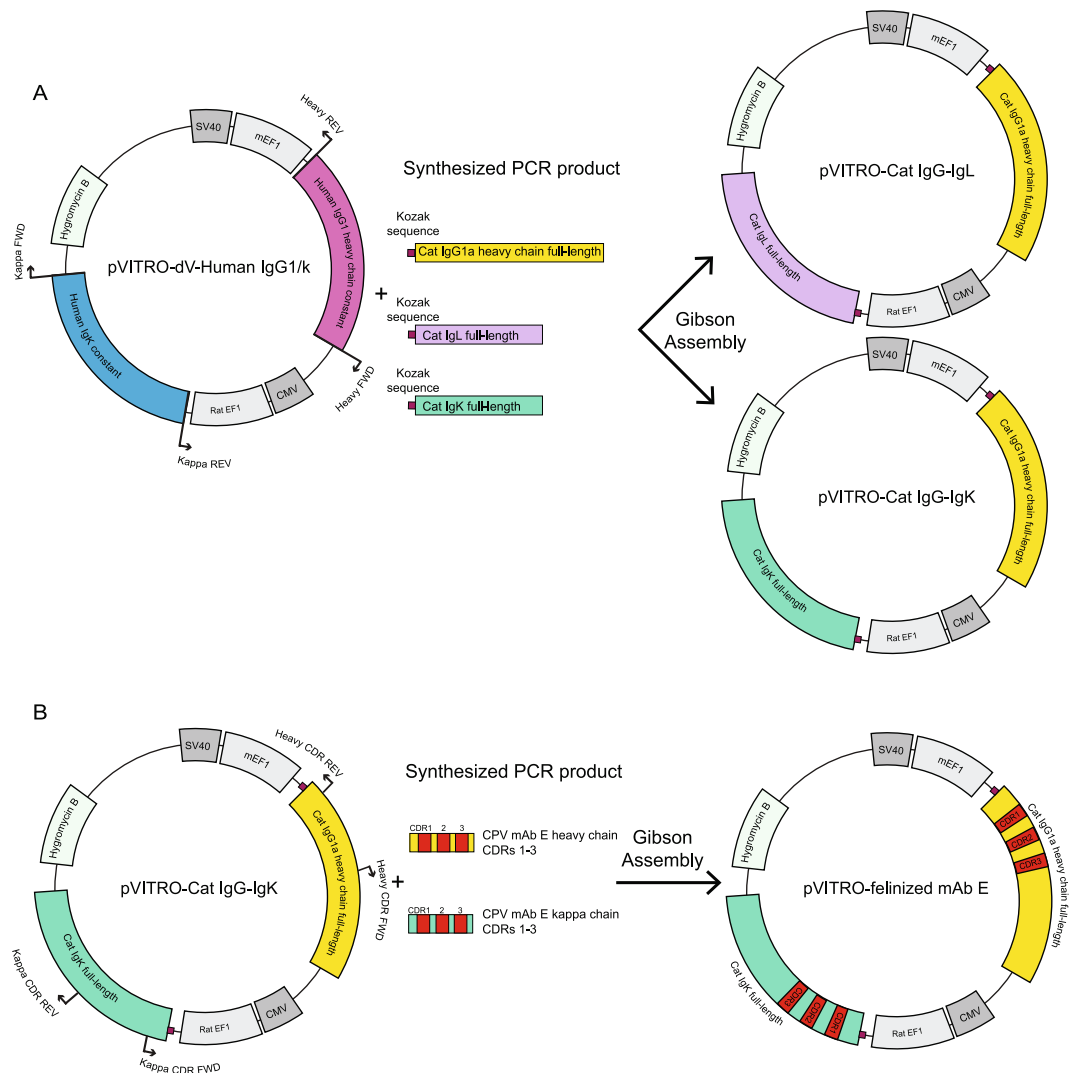 A
SV40
mEF1
Heavy REV
Human IgG1 heavy chain constant
Heavy FWD
CMV
Rat EF1
Kappa REV
Human IgK constant
Kappa FWD
Hygromycin B
pVITRO-dV-Human IgG1/k
+
Synthesized PCR product
Kozak
sequence
Cat IgG1a heavy chain full-length
Kozak
sequence
Cat IgL full-length
Kozak
sequence
Cat IgK full-length
Gibson
Assembly
SV40
mEF1
Cat IgG1a heavy chain full-length
CMV
Rat EF1
Cat IgL full-length
Hygromycin B
pVITRO-Cat IgG-IgL
SV40
mEF1
Cat IgG1a heavy chain full-length
CMV
Rat EF1
Cat IgK full-length
Hygromycin B
pVITRO-Cat IgG-IgK
B
SV40
mEF1
Heavy CDR REV
Cat IgG1a heavy chain full-length
Heavy CDR FWD
CMV
Rat EF1
Kappa CDR FWD
Kappa CDR REV
Cat IgK full-length
Hygromycin B
pVITRO-Cat IgG-IgK
+
Synthesized PCR product
CDR1 2 3
CPV mAb E heavy chain
CDRs 1-3
CDR1 2 3
CPV mAb E kappa chain
CDRs 1-3
Gibson
Assembly
SV40
mEF1
CDR1
CDR2
CDR3
Cat IgG1a heavy chain full-length
CMV
Rat EF1
CDR1
CDR2
CDR3
Cat IgK full-length
Hygromycin B
pVITRO-felinized mAb E